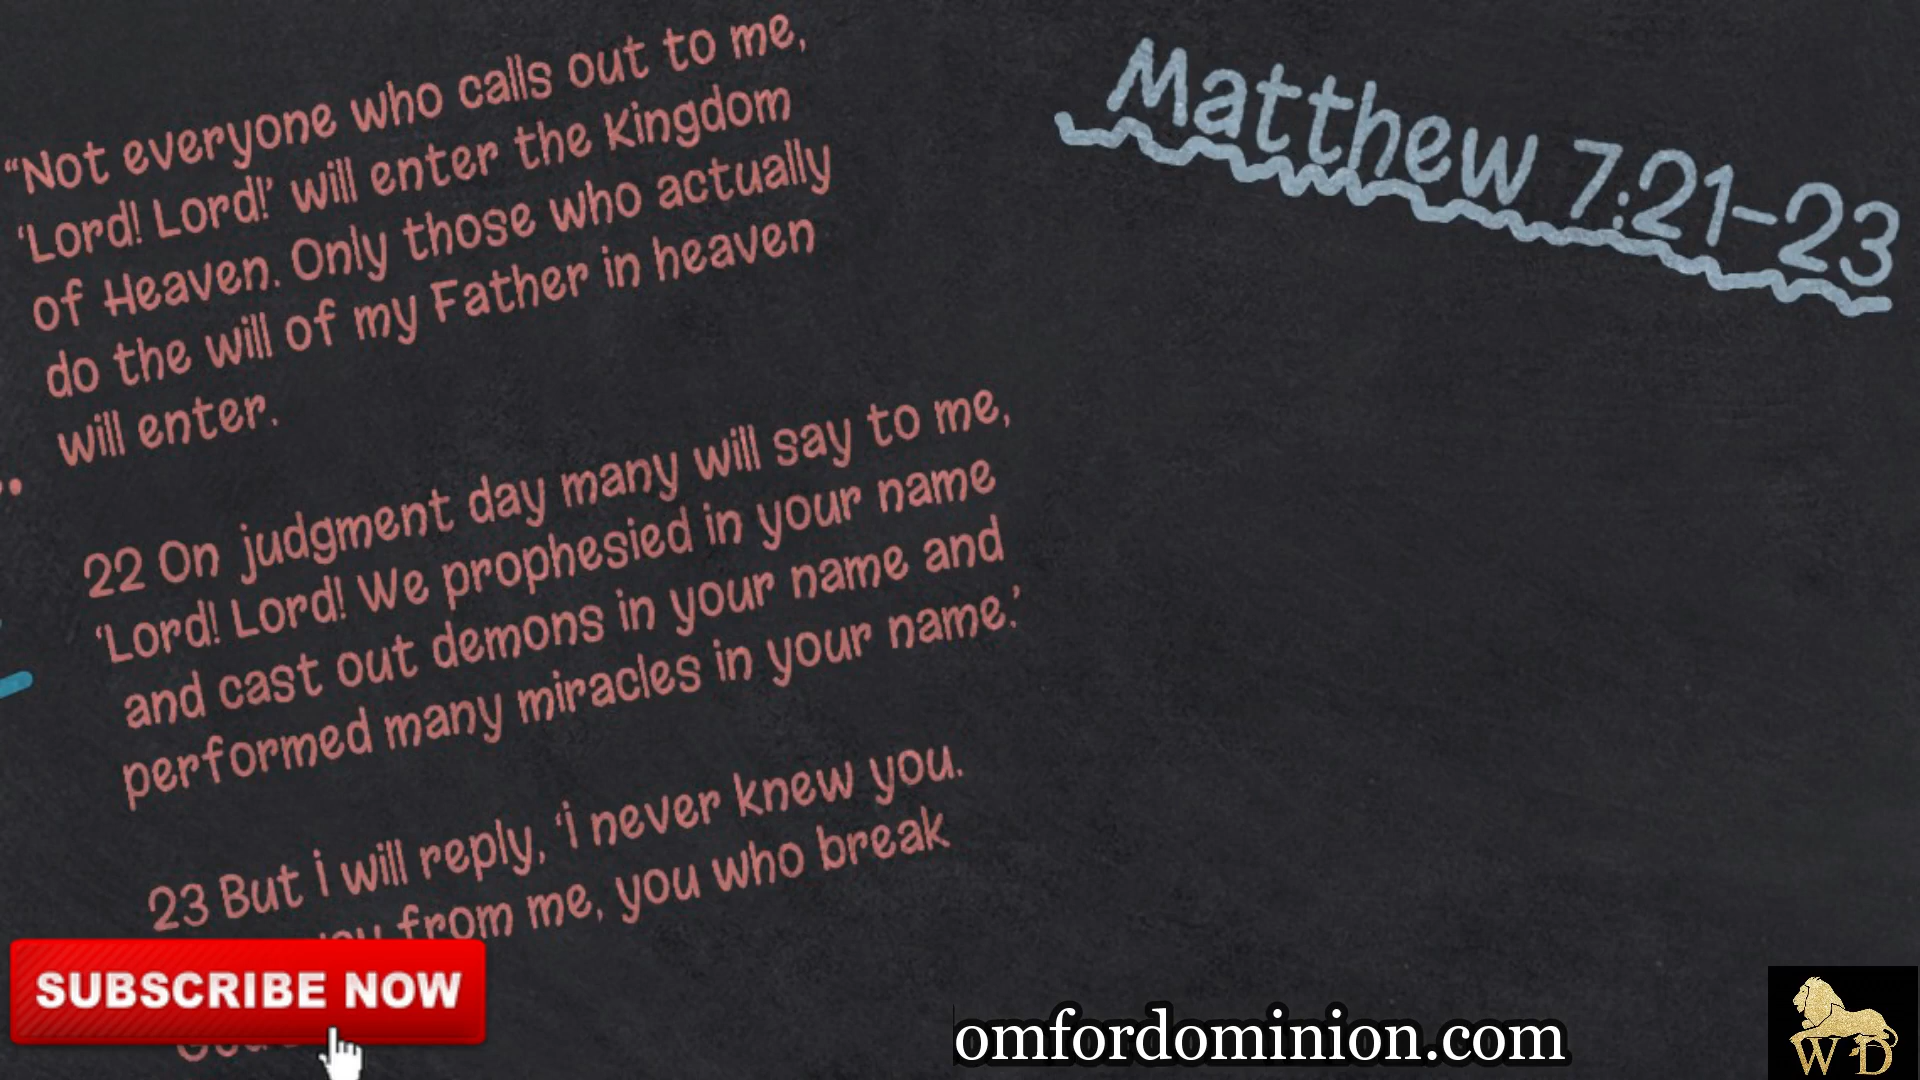 “Not everyone who calls out to me,
‘Lord! Lord!’ will enter the Kingdom
of Heaven. Only those who actually
do the will of my Father in heaven
will enter.
22 On judgment day many will say to me,
‘Lord! Lord! We prophesied in your name
and cast out demons in your name and
performed many miracles in your name.’
23 But i will reply, ‘i never knew you.
from me, you who break
Matthew 7:21-23
SUBSCRIBE NOW
omfordominion.com
W D